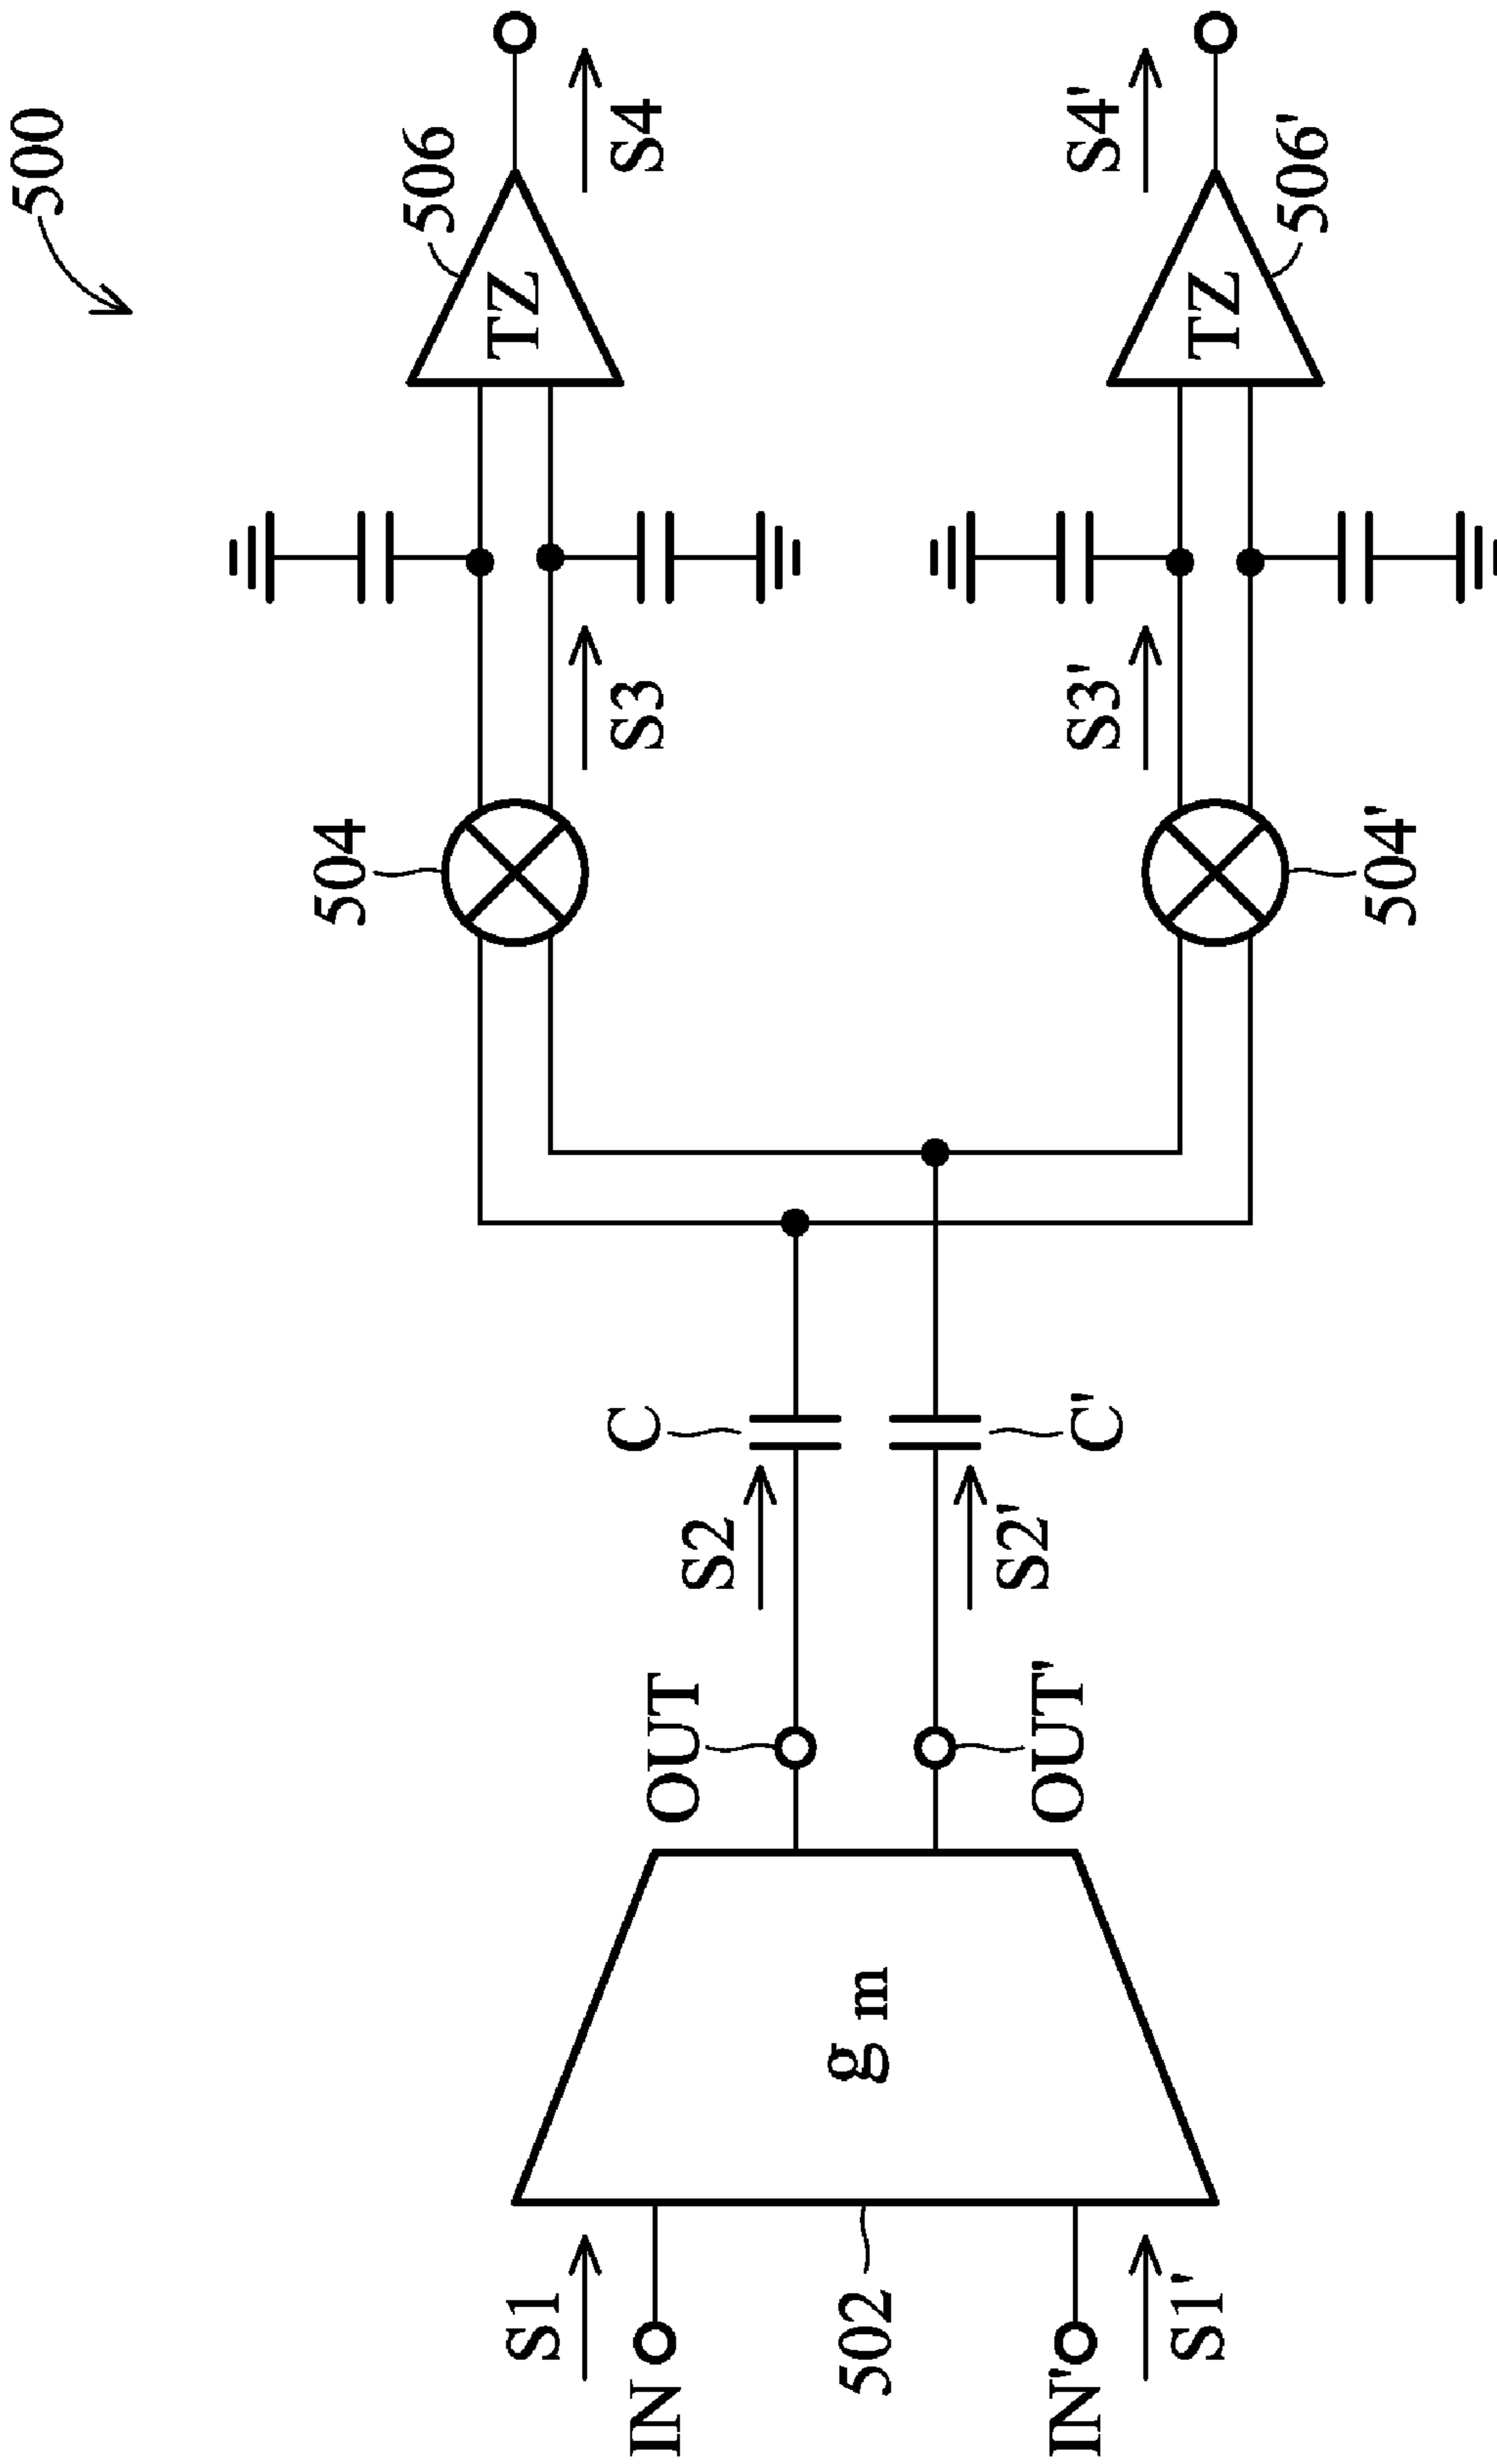 500
S1
IN
502
IN'
S1'
g m
OUT
OUT'
S2
S2'
C
C'
504
S3
506
TZ
S4
504'
S3'
506'
TZ
S4'